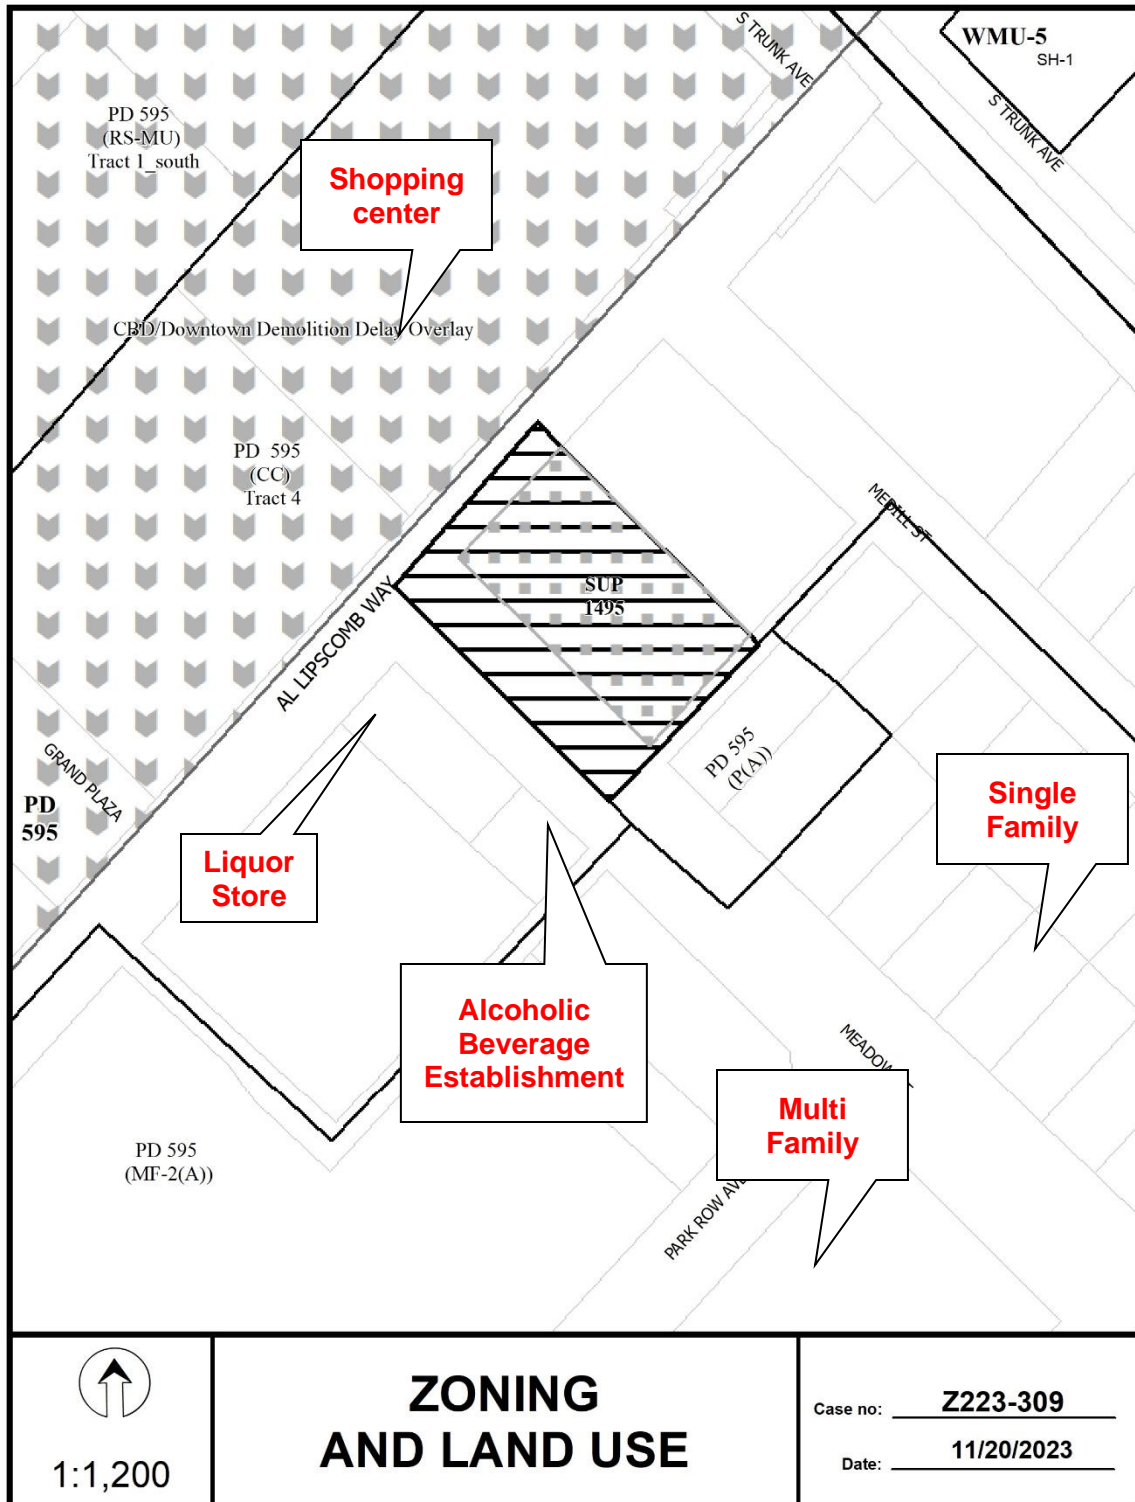 S TRUNK AVE
WMU-5
SH-1
S TRUNK AVE
PD 595
(RS-MU)
Tract 1_south
Shopping
center
CBD/Downtown Demolition Delay Overlay
PD 595
(CC)
Tract 4
MEDILL ST
SUP
1495
AL LIPSCOMB WAY
PD 595
(P(A))
GRAND PLAZA
PD
595
Single
Family
Liquor
Store
Alcoholic
Beverage
Establishment
Multi
Family
PD 595
(MF-2(A))
PARK ROW AVE
1:1,200
ZONING
AND LAND USE
Case no: Z223-309
Date: 11/20/2023